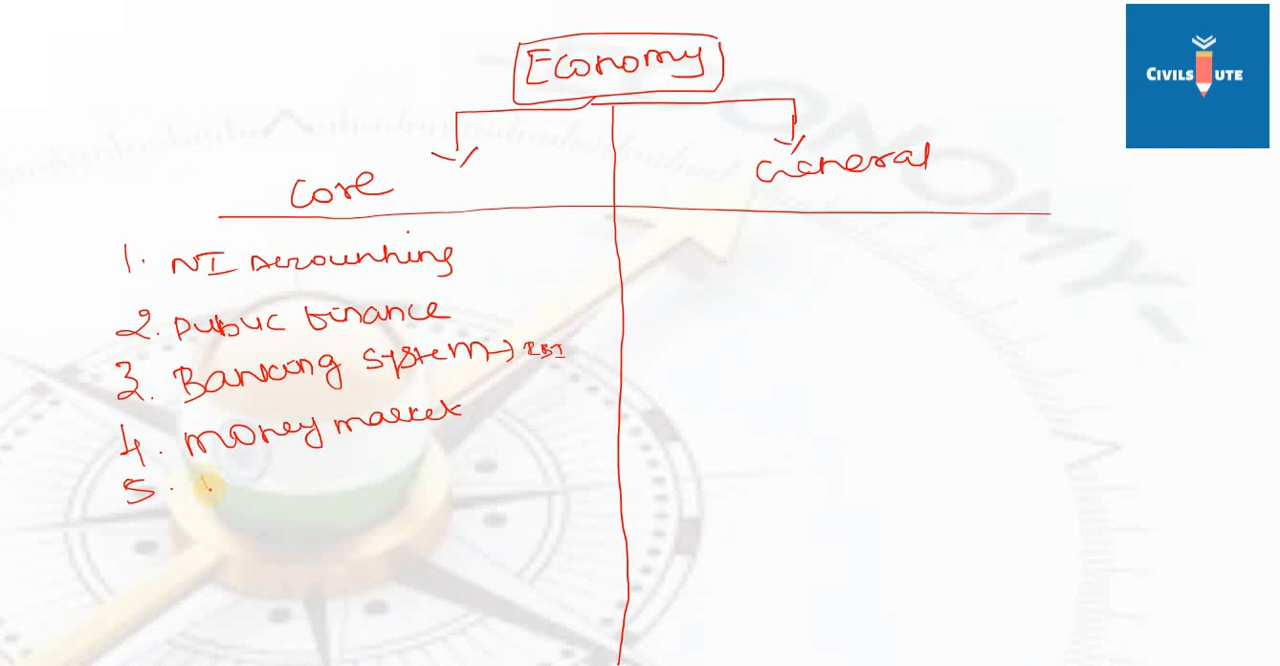 Economy
CIVILS UTE
Core
General
1. NI Accounting
2. Public finance
3. Banking System → RBI
4. money market
5.
ONOMY